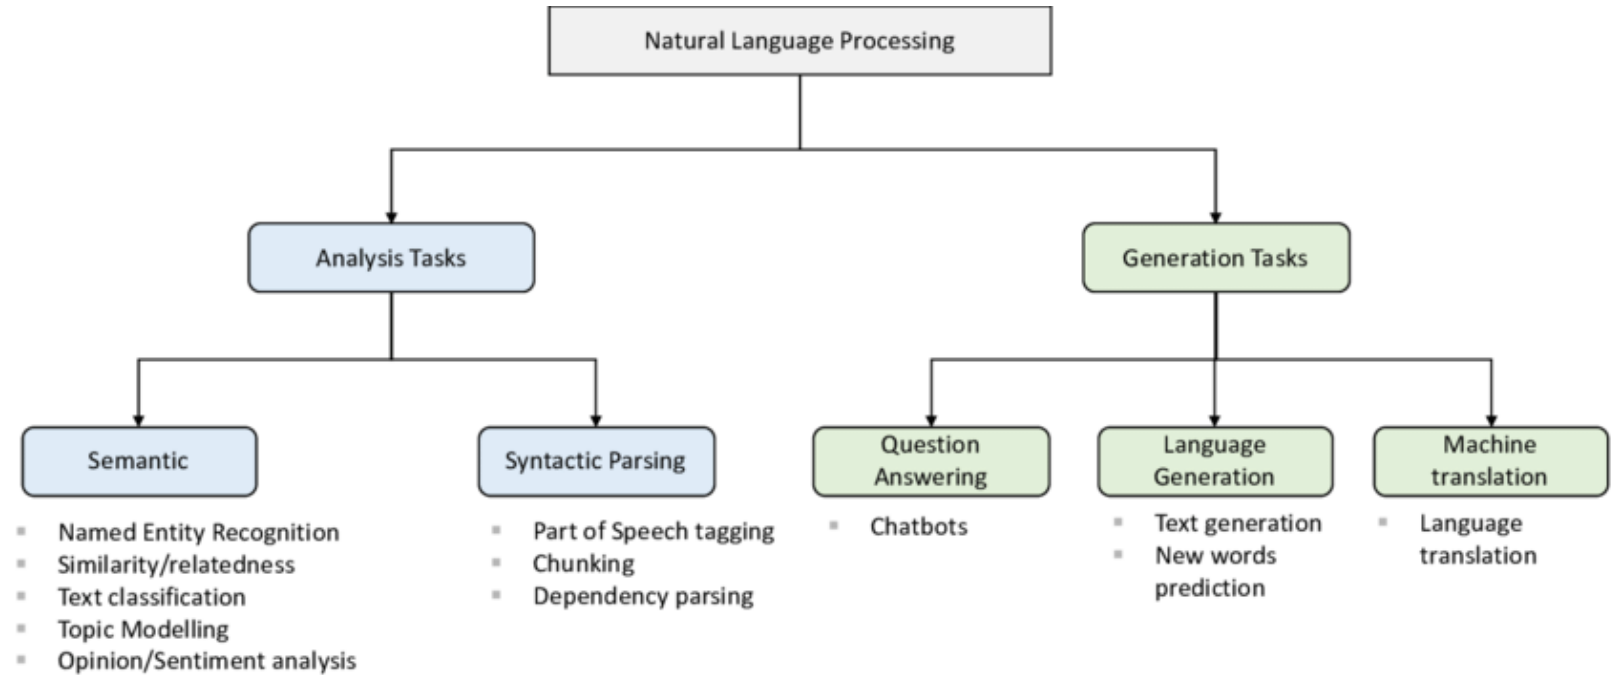 Natural Language Processing
Analysis Tasks
Generation Tasks
Semantic
Syntactic Parsing
Question
Answering
Language
Generation
Machine
translation
Named Entity Recognition
Similarity/relatedness
Text classification
Topic Modelling
Opinion/Sentiment analysis
Part of Speech tagging
Chunking
Dependency parsing
Chatbots
Text generation
New words
prediction
Language
translation